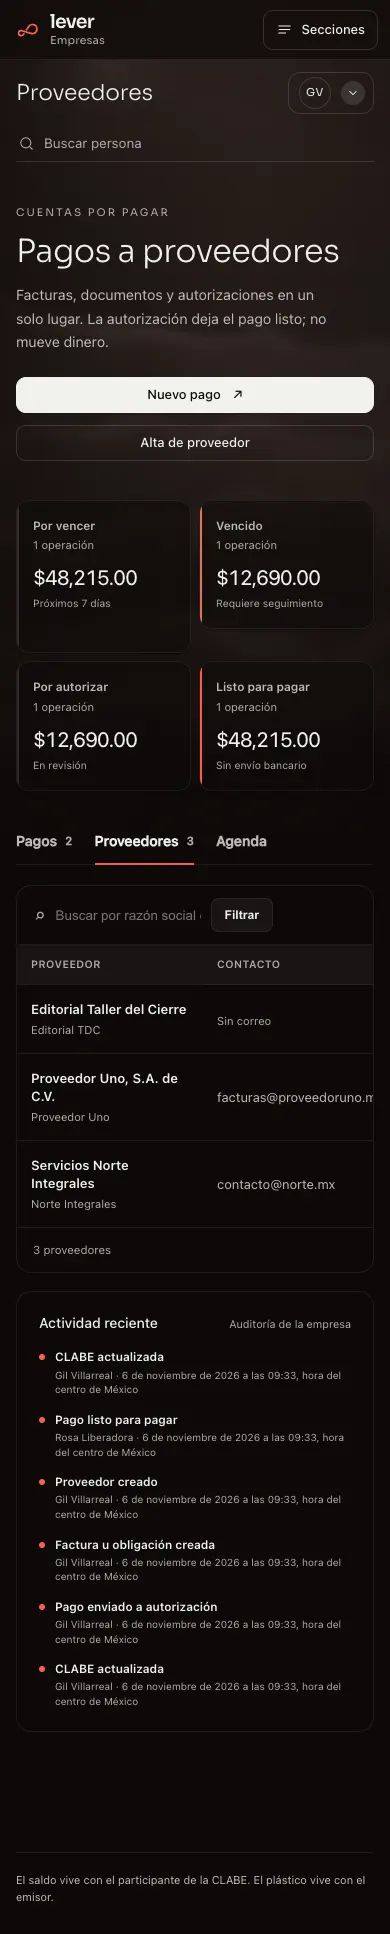 lever
Empresas
Secciones
Proveedores
GV
Buscar persona
CUENTAS POR PAGAR
Pagos a proveedores
Facturas, documentos y autorizaciones en un
solo lugar. La autorización deja el pago listo; no
mueve dinero.
Nuevo pago
Alta de proveedor
Por vencer
1 operación
$48,215.00
Próximos 7 días
Vencido
1 operación
$12,690.00
Requiere seguimiento
Por autorizar
1 operación
$12,690.00
En revisión
Listo para pagar
1 operación
$48,215.00
Sin envío bancario
Pagos 2 Proveedores 3 Agenda
Buscar por razón social
Filtrar
PROVEEDOR CONTACTO
Editorial Taller del Cierre
Editorial TDC
Sin correo
Proveedor Uno, S.A. de
C.V.
Proveedor Uno
facturas@proveedoruno.m
Servicios Norte
Integrales
Norte Integrales
contacto@norte.mx
3 proveedores
Actividad reciente
Auditoría de la empresa
CLABE actualizada
Gil Villarreal · 6 de noviembre de 2026 a las 09:33, hora del
centro de México
Pago listo para pagar
Rosa Liberadora · 6 de noviembre de 2026 a las 09:33, hora
del centro de México
Proveedor creado
Gil Villarreal · 6 de noviembre de 2026 a las 09:33, hora del
centro de México
Factura u obligación creada
Gil Villarreal · 6 de noviembre de 2026 a las 09:33, hora del
centro de México
Pago enviado a autorización
Gil Villarreal · 6 de noviembre de 2026 a las 09:33, hora del
centro de México
CLABE actualizada
Gil Villarreal · 6 de noviembre de 2026 a las 09:33, hora del
centro de México
El saldo vive con el participante de la CLABE. El plástico vive con el
emisor.